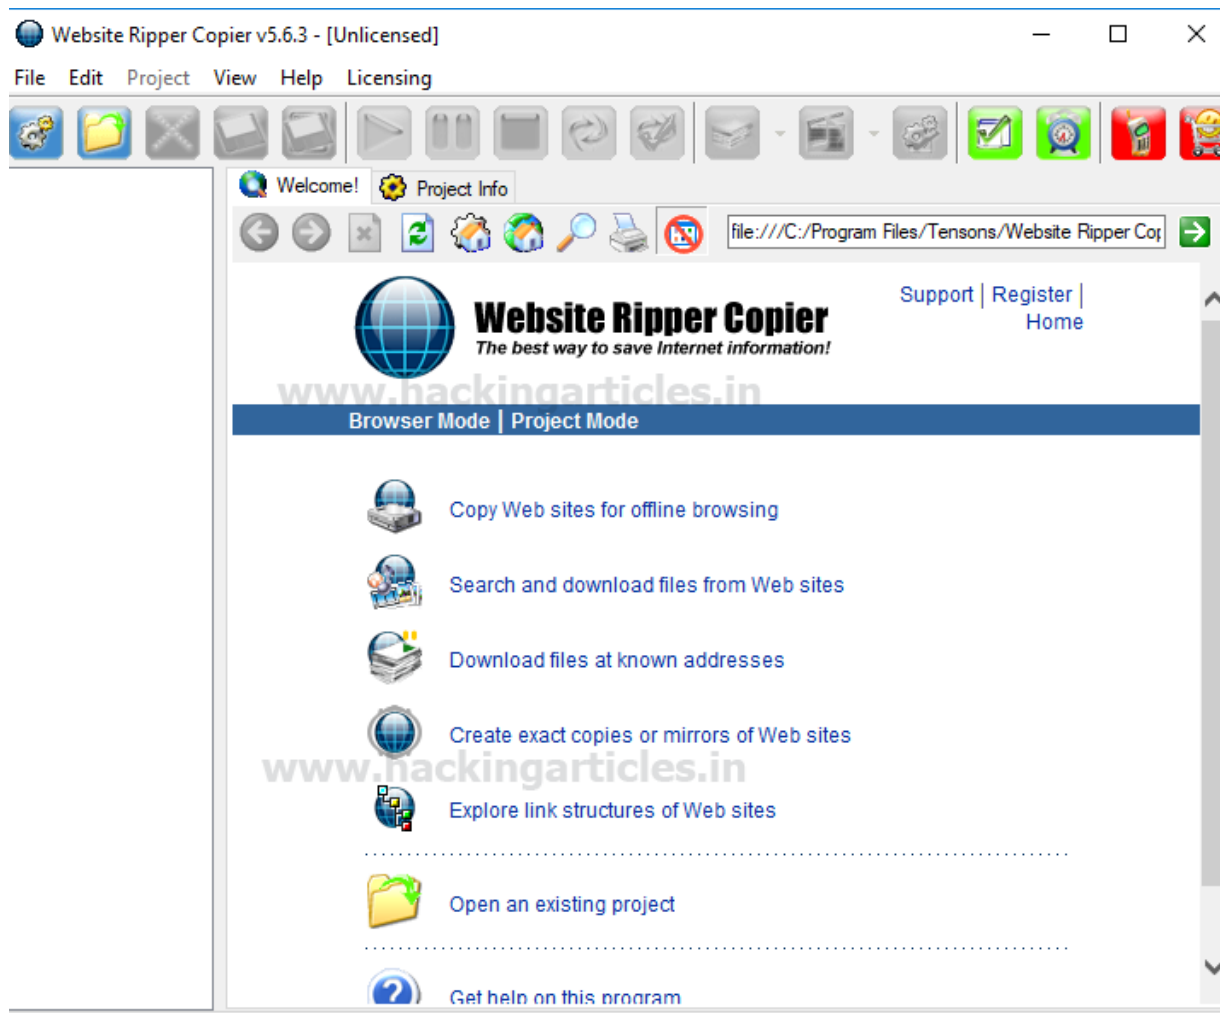 Website Ripper Copier v5.6.3 - [Unlicensed]
File Edit Project View Help Licensing
Welcome! Project Info
file:///C:/Program Files/Tensons/Website Ripper Cop
Support | Register |
Home
Website Ripper Copier
The best way to save Internet information!
www.hackingarticles.in
Browser Mode | Project Mode
Copy Web sites for offline browsing
Search and download files from Web sites
Download files at known addresses
Create exact copies or mirrors of Web sites
www.hackingarticles.in
Explore link structures of Web sites
Open an existing project
Get help on this program